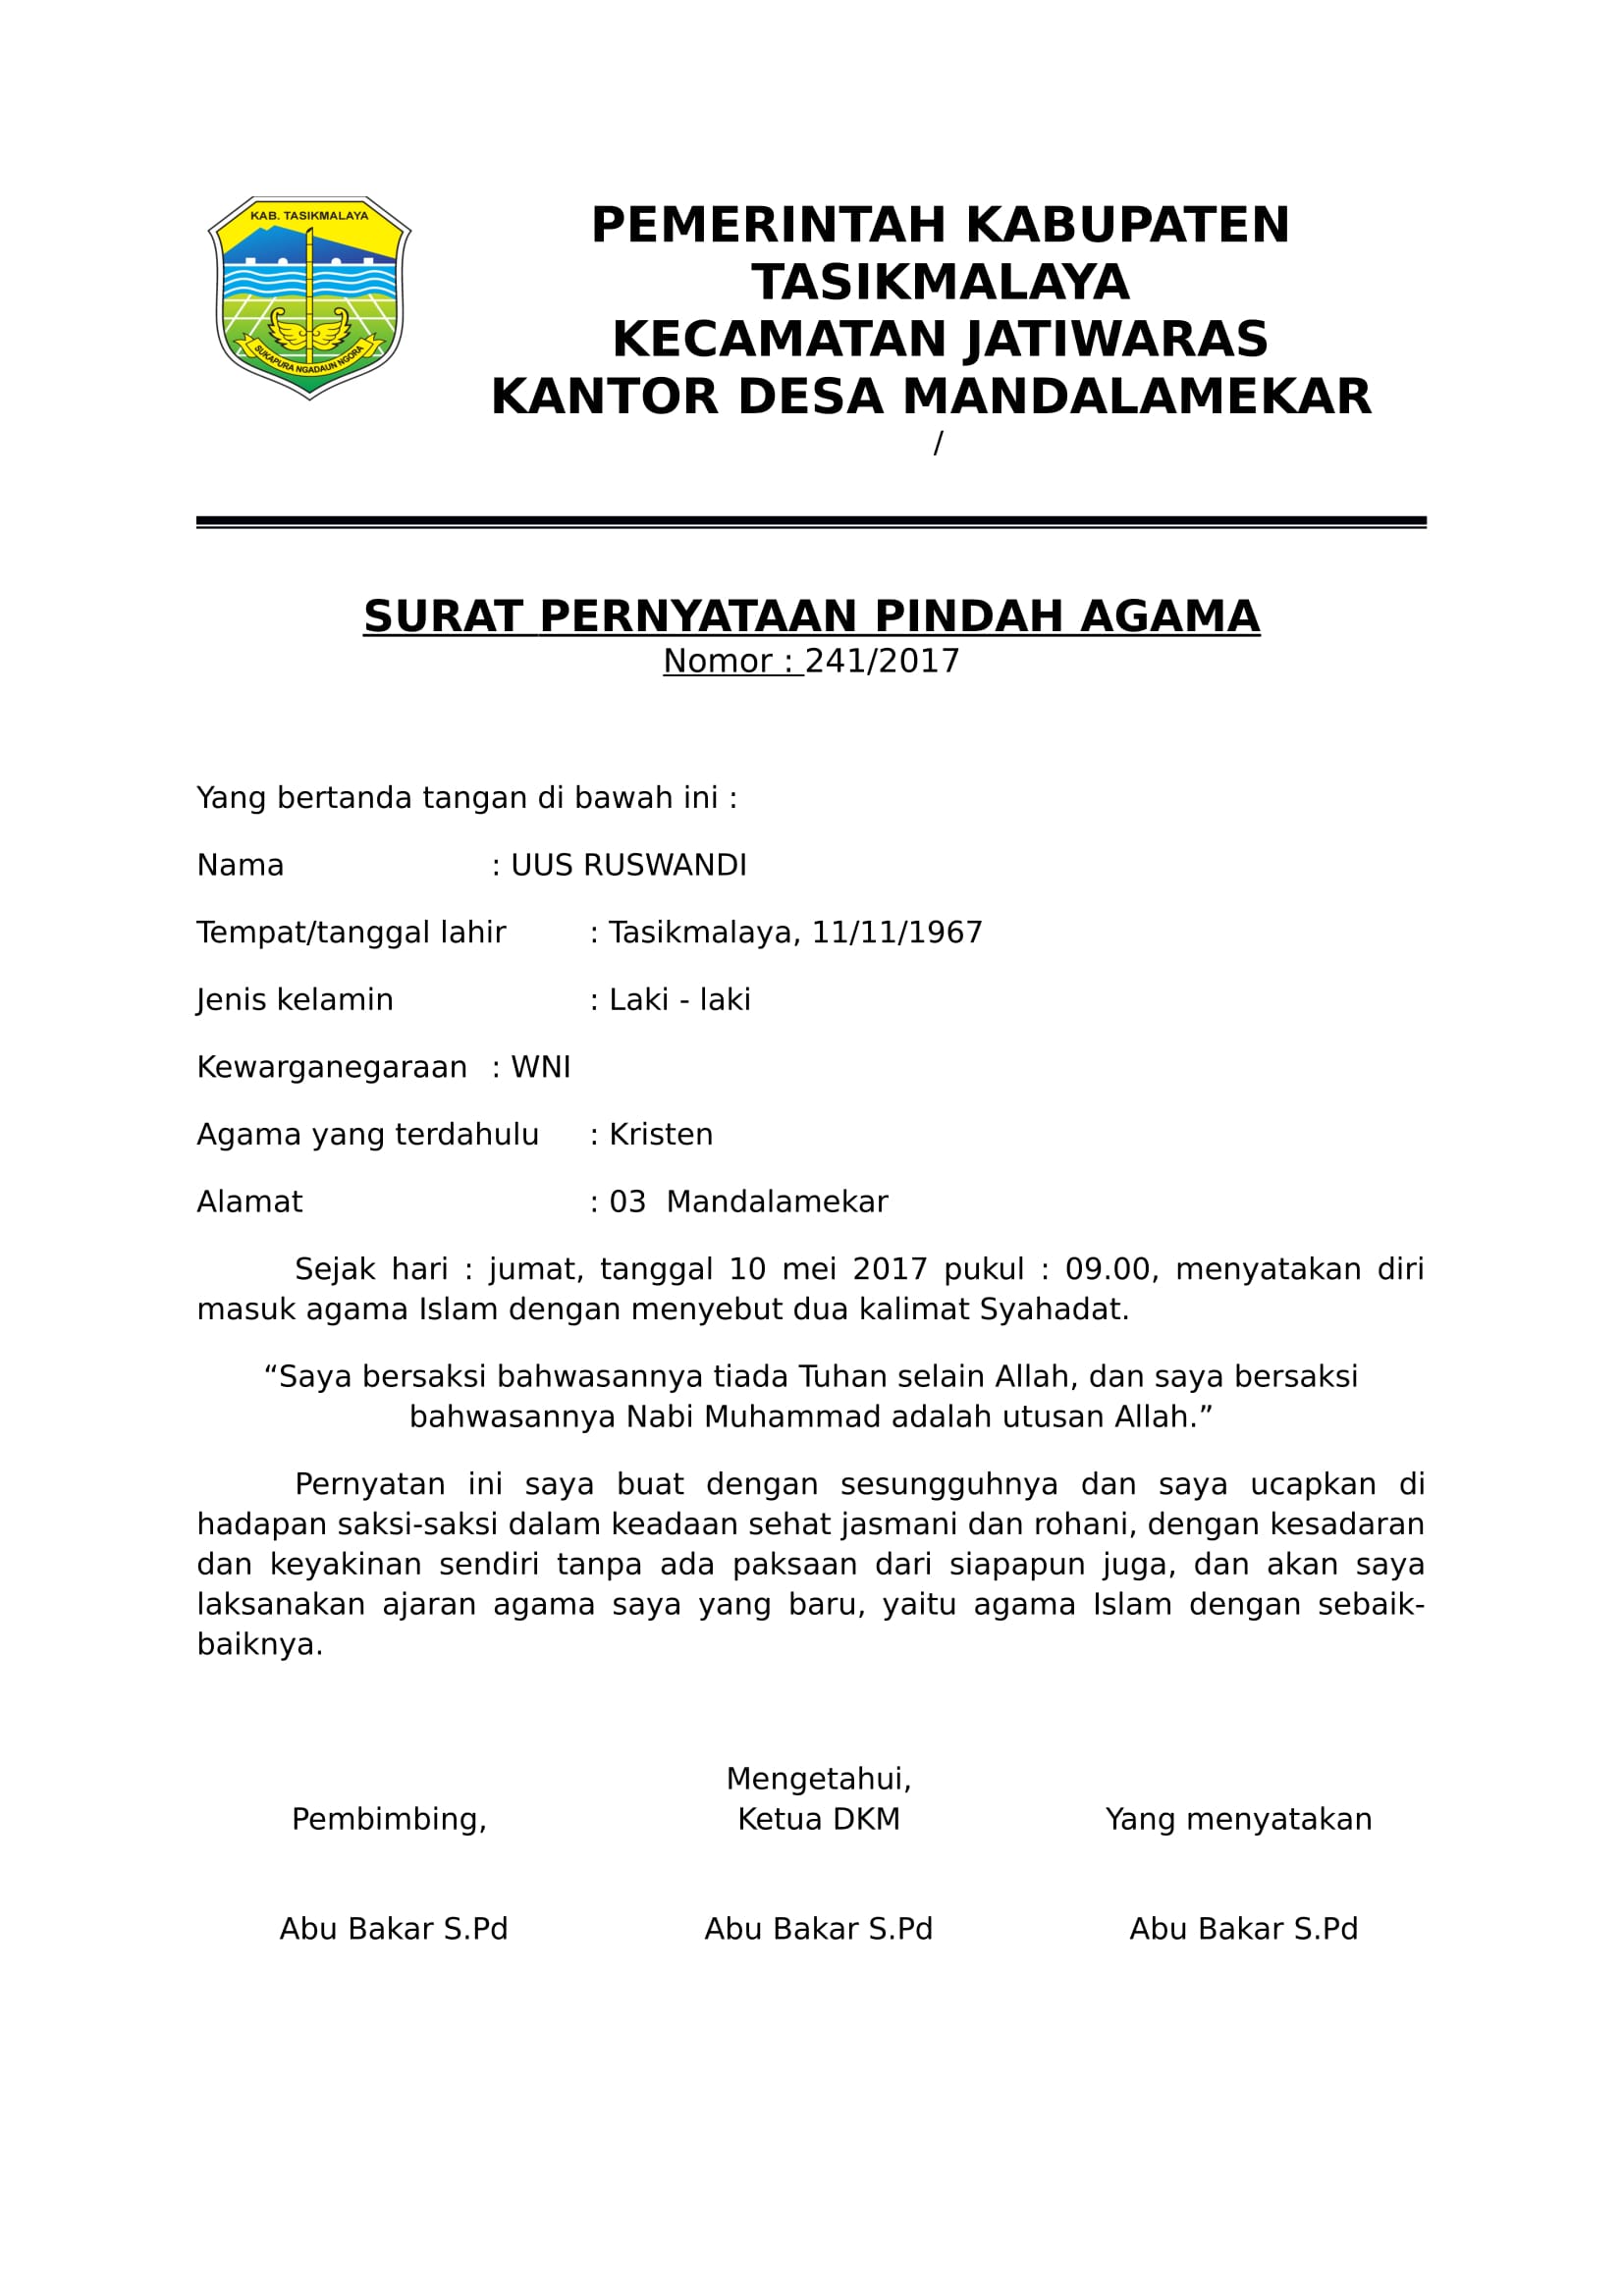 KAB. TASIKMALAYA
SUKAPURA NGADAUN NGORA
PEMERINTAH KABUPATEN
TASIKMALAYA
KECAMATAN JATIWARAS
KANTOR DESA MANDALAMEKAR
/
SURAT PERNYATAAN PINDAH AGAMA
Nomor : 241/2017
Yang bertanda tangan di bawah ini :
Nama : UUS RUSWANDI
Tempat/tanggal lahir : Tasikmalaya, 11/11/1967
Jenis kelamin : Laki - laki
Kewarganegaraan : WNI
Agama yang terdahulu : Kristen
Alamat : 03  Mandalamekar
Sejak hari : jumat, tanggal 10 mei 2017 pukul : 09.00, menyatakan diri
masuk agama Islam dengan menyebut dua kalimat Syahadat.
“Saya bersaksi bahwasannya tiada Tuhan selain Allah, dan saya bersaksi
bahwasannya Nabi Muhammad adalah utusan Allah.”
Pernyatan ini saya buat dengan sesungguhnya dan saya ucapkan di
hadapan saksi-saksi dalam keadaan sehat jasmani dan rohani, dengan kesadaran
dan keyakinan sendiri tanpa ada paksaan dari siapapun juga, dan akan saya
laksanakan ajaran agama saya yang baru, yaitu agama Islam dengan sebaik-
baiknya.
Mengetahui,
Pembimbing, Ketua DKM Yang menyatakan
Abu Bakar S.Pd Abu Bakar S.Pd Abu Bakar S.Pd